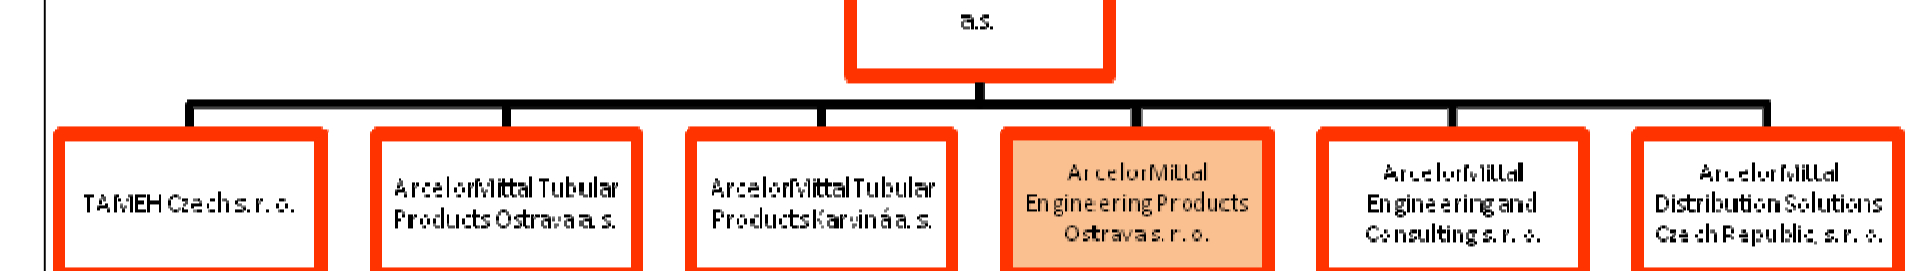 a.s.
TAMEH Czech s. r. o.
ArcelorMittal Tubular
Products Ostrava a. s.
ArcelorMittal Tubular
Products Karviná a. s.
ArcelorMittal
Engineering Products
Ostrava s. r. o.
ArcelorMittal
Engineering and
Consulting s. r. o.
ArcelorMittal
Distribution Solutions
Czech Republic, s. r. o.